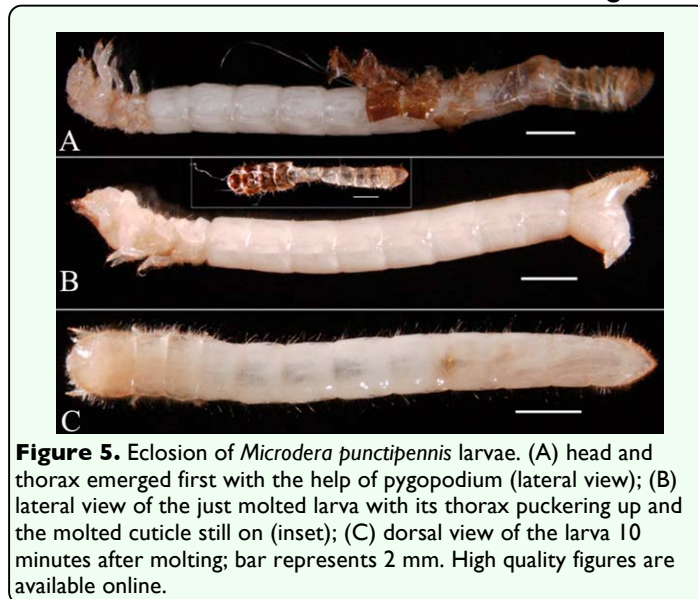 A
B
C
Figure 5. Eclosion of Microdera punctipennis larvae. (A) head and
thorax emerged first with the help of pygopodium (lateral view); (B)
lateral view of the just molted larva with its thorax puckering up and
the molted cuticle still on (inset); (C) dorsal view of the larva 10
minutes after molting; bar represents 2 mm. High quality figures are
available online.